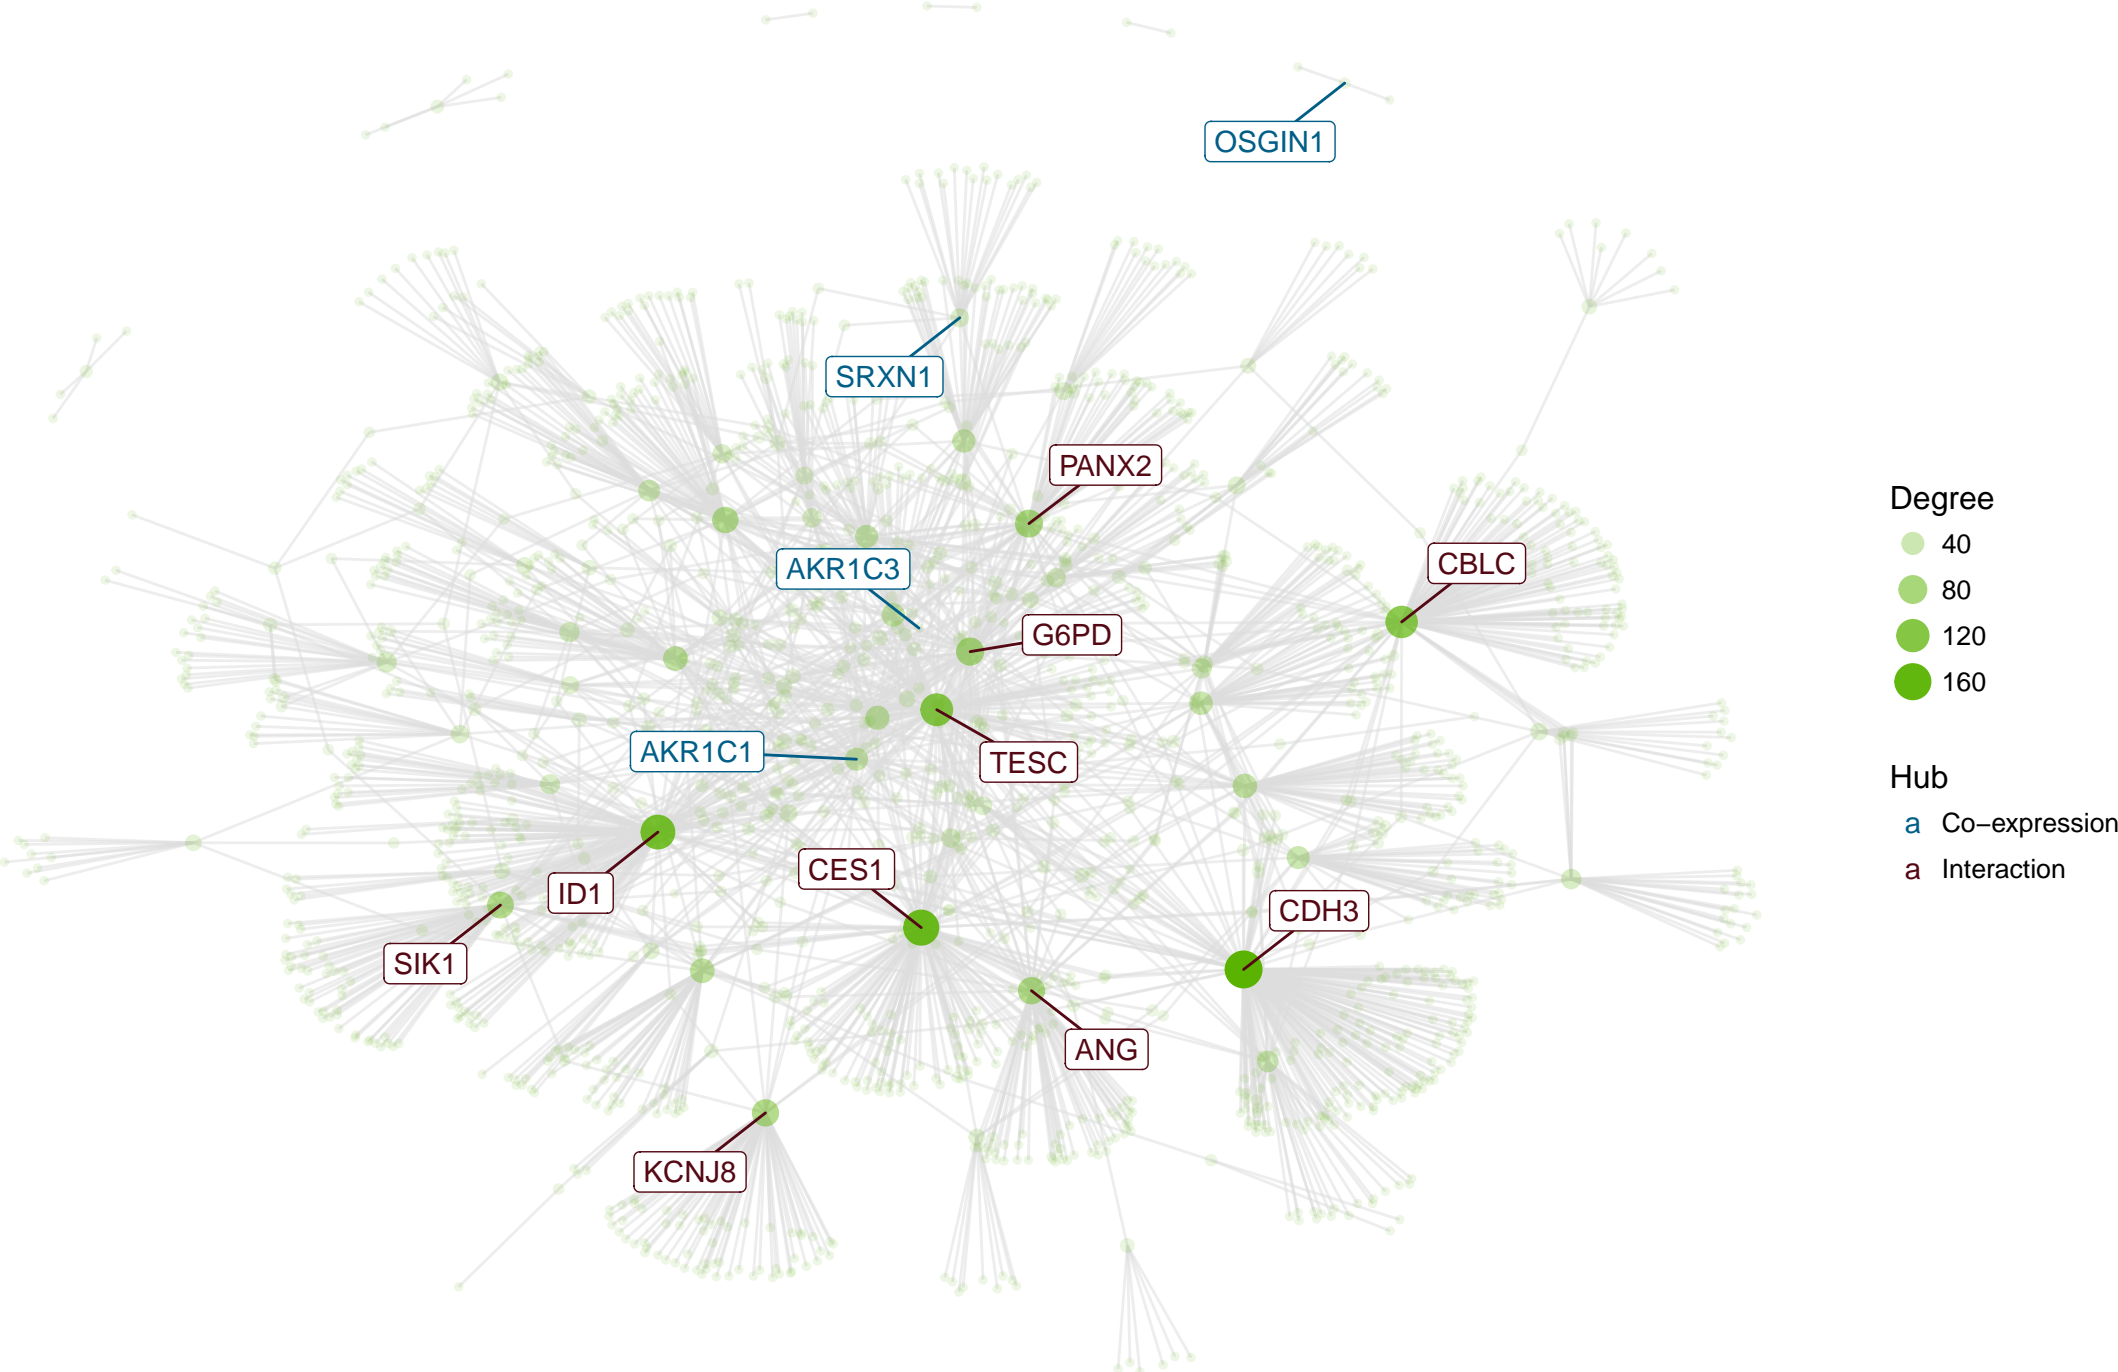 OSGIN1
SRXN1
PANX2
CBLC
AKR1C3
G6PD
AKR1C1
TESC
CES1
ID1
CDH3
SIK1
ANG
KCNJ8
Degree
40
80
120
160
Hub
a Co−expression
a Interaction